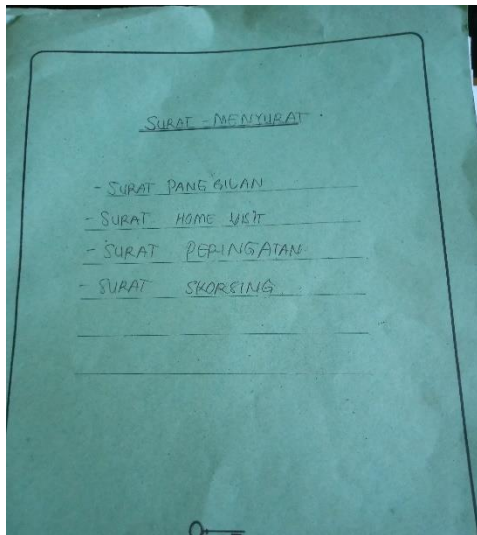 SURAT - MENYURAT
- SURAT PANGGILAN
- SURAT HOME VISIT
- SURAT PERINGATAN
- SURAT SKORSING